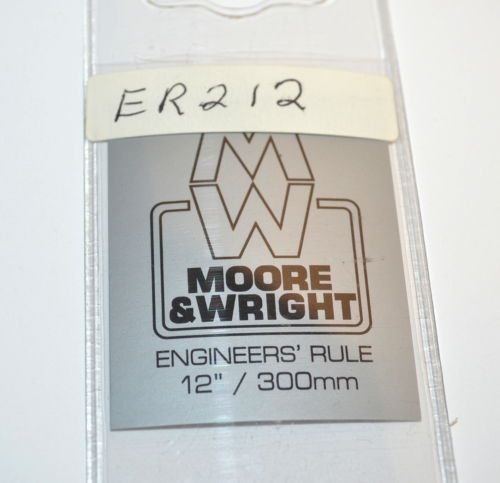 ER212
MW
MOORE
&WRIGHT
ENGINEERS' RULE
12" / 300mm